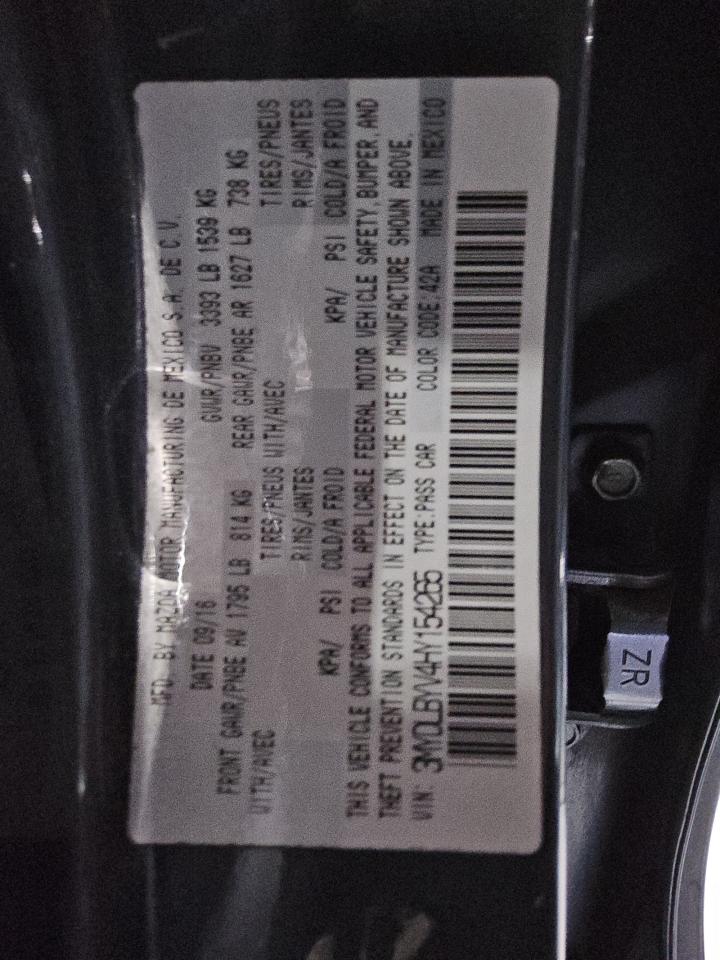 MFD BY MAZDA MOTOR MANUFACTURING DE MEXICO S.A. DE C.V.
DATE 09/16 GVWR/PNBV 3393 LB 1539 KG
FRONT GAWR/PNBE AV 1795 LB 814 KG REAR GAWR/PNBE AR 1627 LB 738 KG
WITH/AVEC TIRES/PNEUS WITH/AVEC TIRES/PNEUS
RIMS/JANTES RIMS/JANTES
KPA/ PSI COLD/A FROID KPA/ PSI COLD/A FROID
THIS VEHICLE CONFORMS TO ALL APPLICABLE FEDERAL MOTOR VEHICLE SAFETY, BUMPER, AND
THEFT PREVENTION STANDARDS IN EFFECT ON THE DATE OF MANUFACTURE SHOWN ABOVE.
VIN: 3MYDLBYV4HY154265 TYPE:PASS CAR COLOR CODE:42A MADE IN MEXICO
ZR